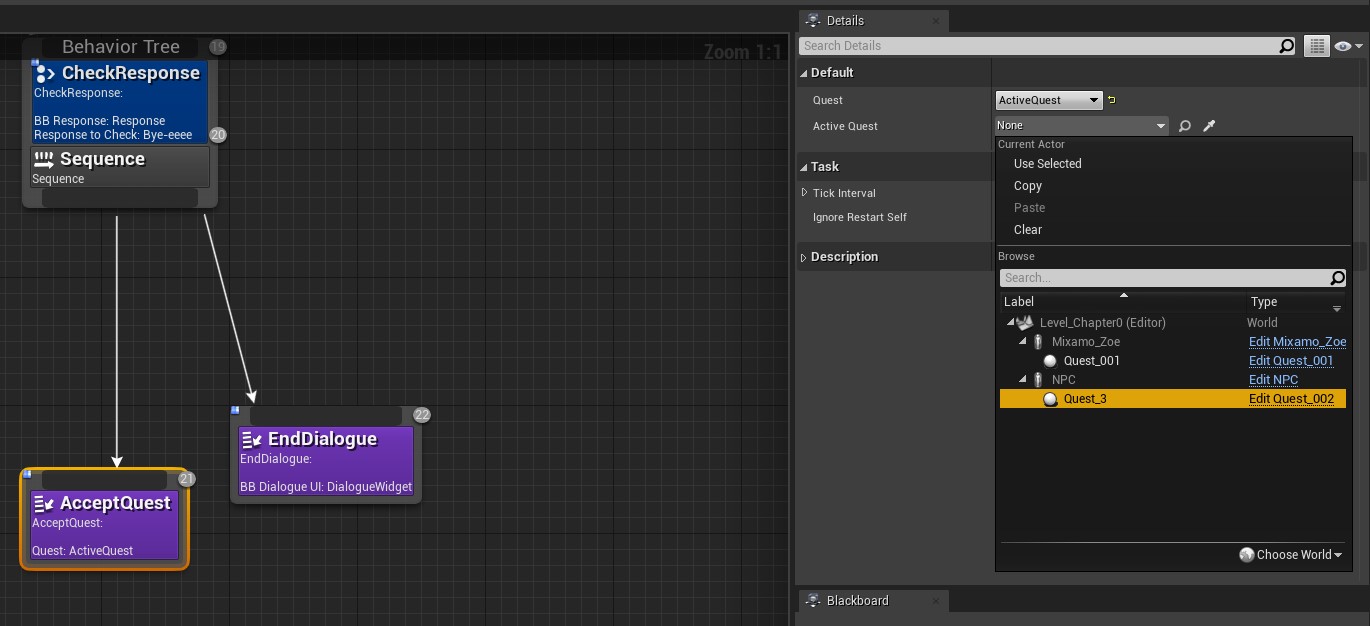 Behavior Tree
19
Zoom 1:1
CheckResponse
CheckResponse:
BB Response: Response
Response to Check: Bye-eeee
20
Sequence
Sequence
22
EndDialogue
EndDialogue:
BB Dialogue UI: DialogueWidget
21
AcceptQuest
AcceptQuest:
Quest: ActiveQuest
Details
Search Details
Default
Quest
ActiveQuest
Active Quest
None
Task
Tick Interval
Ignore Restart Self
Description
Current Actor
Use Selected
Copy
Paste
Clear
Browse
Search...
Label Type
Level_Chapter0 (Editor) World
Mixamo_Zoe Edit Mixamo_Zoe
Quest_001 Edit Quest_001
NPC Edit NPC
Quest_3 Edit Quest_002
Choose World
Blackboard